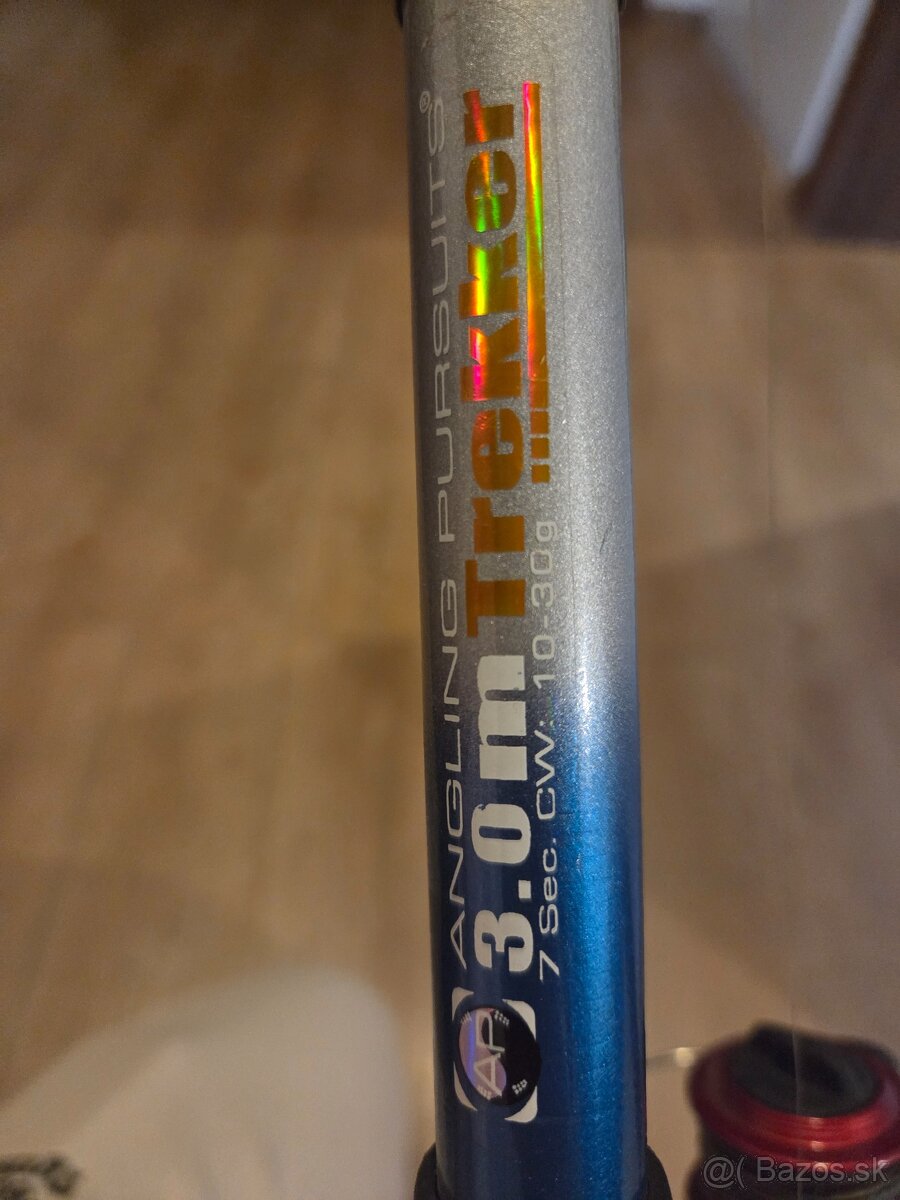 ANGLING PURSUITS®
3.0m Trekker
7 Sec. CW: 10-30g
AP
@( Bazos.sk